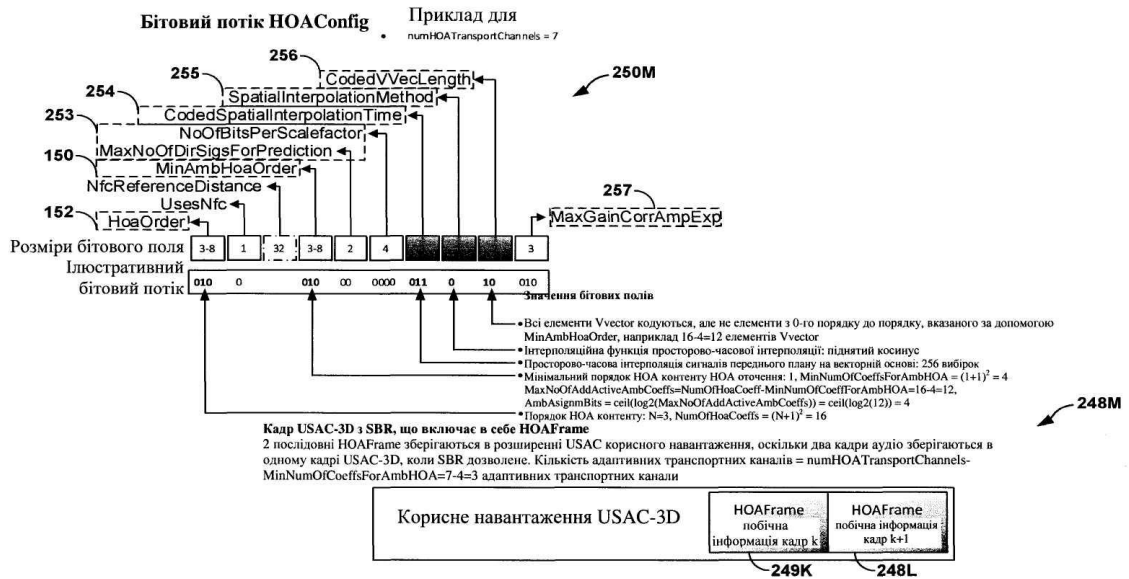 Бітовий потік HOAConfig
Приклад для
• numHOATransportChannels = 7
256
CodedVVecLength
250M
255
SpatialInterpolationMethod
254
CodedSpatialInterpolationTime
253
NoOfBitsPerScalefactor
MaxNoOfDirSigsForPrediction
150
MinAmbHoaOrder
NfcReferenceDistance
257
UsesNfc
152
HoaOrder
MaxGainCorrAmpExp
Розміри бітового поля 3-8 1 32 3-8 2 4 3
Ілюстративний
бітовий потік 010 0 010 00 0000 011 0 10 010
Значення бітових полів
• Всі елементи Vvector кодуються, але не елементи з 0-го порядку до порядку, вказаного за допомогою
MinAmbHoaOrder, наприклад 16-4=12 елементів Vvector
• Інтерполяційна функція просторово-часової інтерполяції: піднятий косинус
• Просторово-часова інтерполяція сигналів переднього плану на векторній основі: 256 вибірок
• Мінімальний порядок HOA контенту HOA оточення: 1, MinNumOfCoeffsForAmbHOA = (1+1)² = 4
MaxNoOfAddActiveAmbCoeffs=NumOfHoaCoeff-MinNumOfCoeffForAmbHOA=16-4=12,
AmbAsignmBits = ceil(log2(MaxNoOfAddActiveAmbCoeffs)) = ceil(log2(12)) = 4
• Порядок HOA контенту: N=3, NumOfHoaCoeffs = (N+1)² = 16
248M
Кадр USAC-3D з SBR, що включає в себе HOAFrame
2 послідовні HOAFrame зберігаються в розширенні USAC корисного навантаження, оскільки два кадри аудіо зберігаються в
одному кадрі USAC-3D, коли SBR дозволене. Кількість адаптивних транспортних каналів = numHOATransportChannels-
MinNumOfCoeffsForAmbHOA=7-4=3 адаптивних транспортних канали
Корисне навантаження USAC-3D
HOAFrame
побічна
інформація кадр k
HOAFrame
побічна інформація
кадр k+1
249K
248L